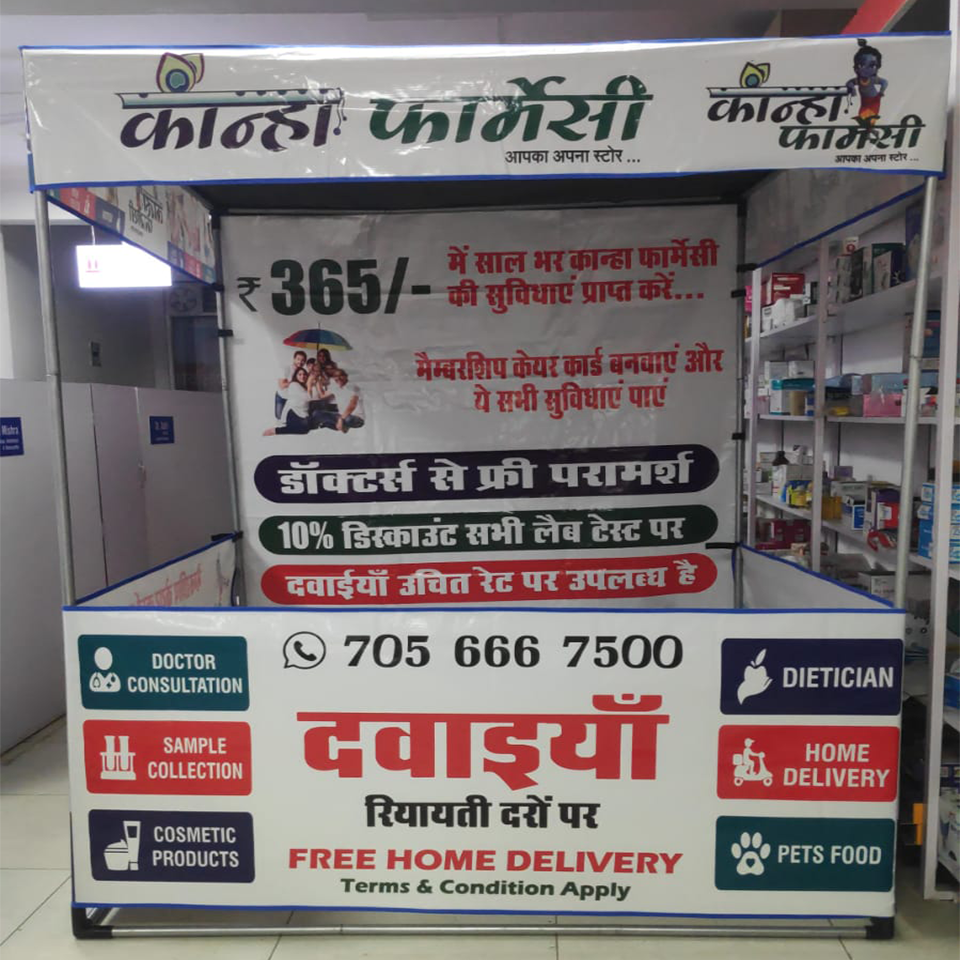 कान्हा फार्मेसी
आपका अपना स्टोर ...
कान्हा
फार्मेसी
आपका अपना स्टोर ...
₹ 365/-
में साल भर कान्हा फार्मेसी
की सुविधाएं प्राप्त करें...
मैम्बरशिप केयर कार्ड बनवाएं और
ये सभी सुविधाएं पाएं
डॉक्टर्स से फ्री परामर्श
10% डिस्काउंट सभी लैब टेस्ट पर
दवाईयाँ उचित रेट पर उपलब्ध है
Mishra
705 666 7500
DOCTOR
CONSULTATION
SAMPLE
COLLECTION
COSMETIC
PRODUCTS
दवाइयाँ
रियायती दरों पर
FREE HOME DELIVERY
Terms & Condition Apply
DIETICIAN
HOME
DELIVERY
PETS FOOD